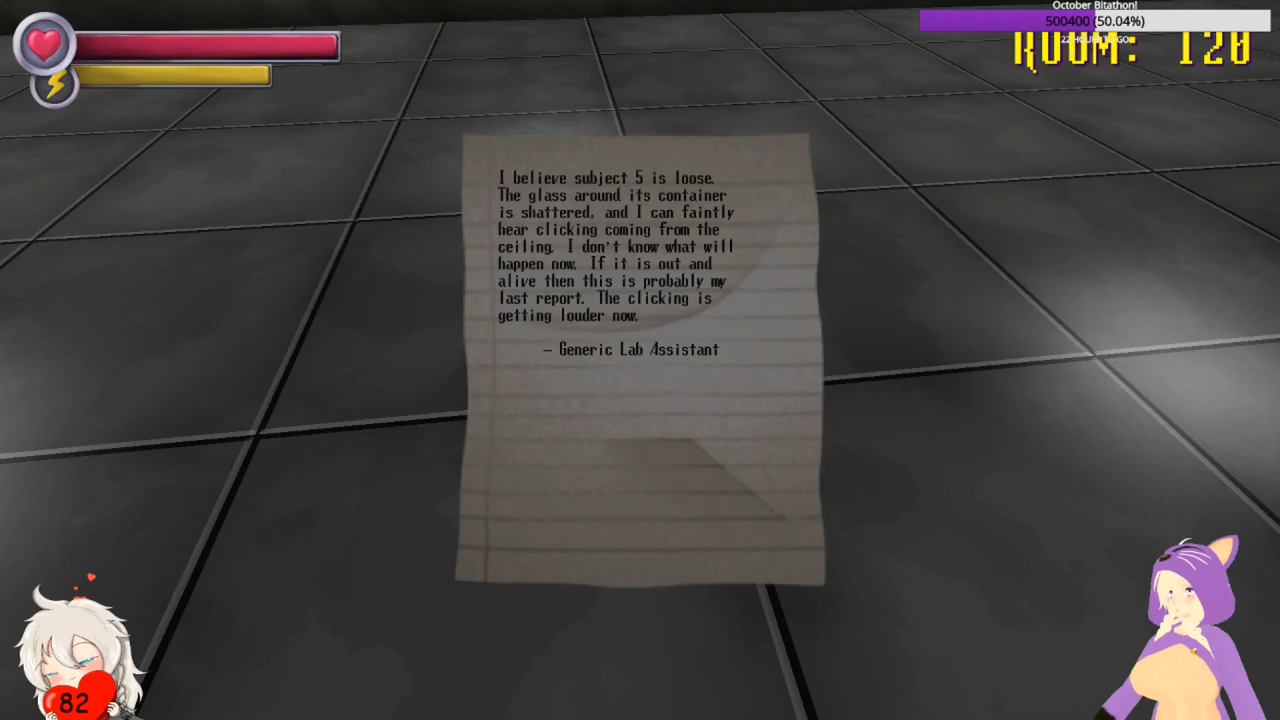 October Bitathon!
500400 (50.04%)
ROOM: 120
I believe subject 5 is loose.
The glass around its container
is shattered, and I can faintly
hear clicking coming from the
ceiling. I don't know what will
happen now. If it is out and
alive then this is probably my
last report. The clicking is
getting louder now.
- Generic Lab Assistant
82